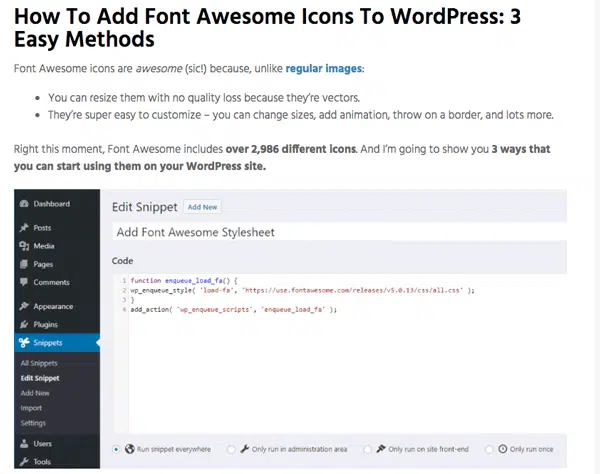 How To Add Font Awesome Icons To WordPress: 3
Easy Methods
Font Awesome icons are awesome (sic!) because, unlike regular images:
• You can resize them with no quality loss because they're vectors.
• They're super easy to customize – you can change sizes, add animation, throw on a border, and lots more.
Right this moment, Font Awesome includes over 2,986 different icons. And I'm going to show you 3 ways that
you can start using them on your WordPress site.
Dashboard
Posts
Media
Pages
Comments
Appearance
Plugins
Snippets
All Snippets
Edit Snippet
Add New
Import
Settings
Users
Tools
Edit Snippet Add New
Add Font Awesome Stylesheet
Code
1 function enqueue_load_fa() {
2 wp_enqueue_style( 'load-fa', 'https://use.fontawesome.com/releases/v5.0.13/css/all.css' );
3 }
4 add_action( 'wp_enqueue_scripts', 'enqueue_load_fa' );
Run snippet everywhere Only run in administration area Only run on site front-end Only run once